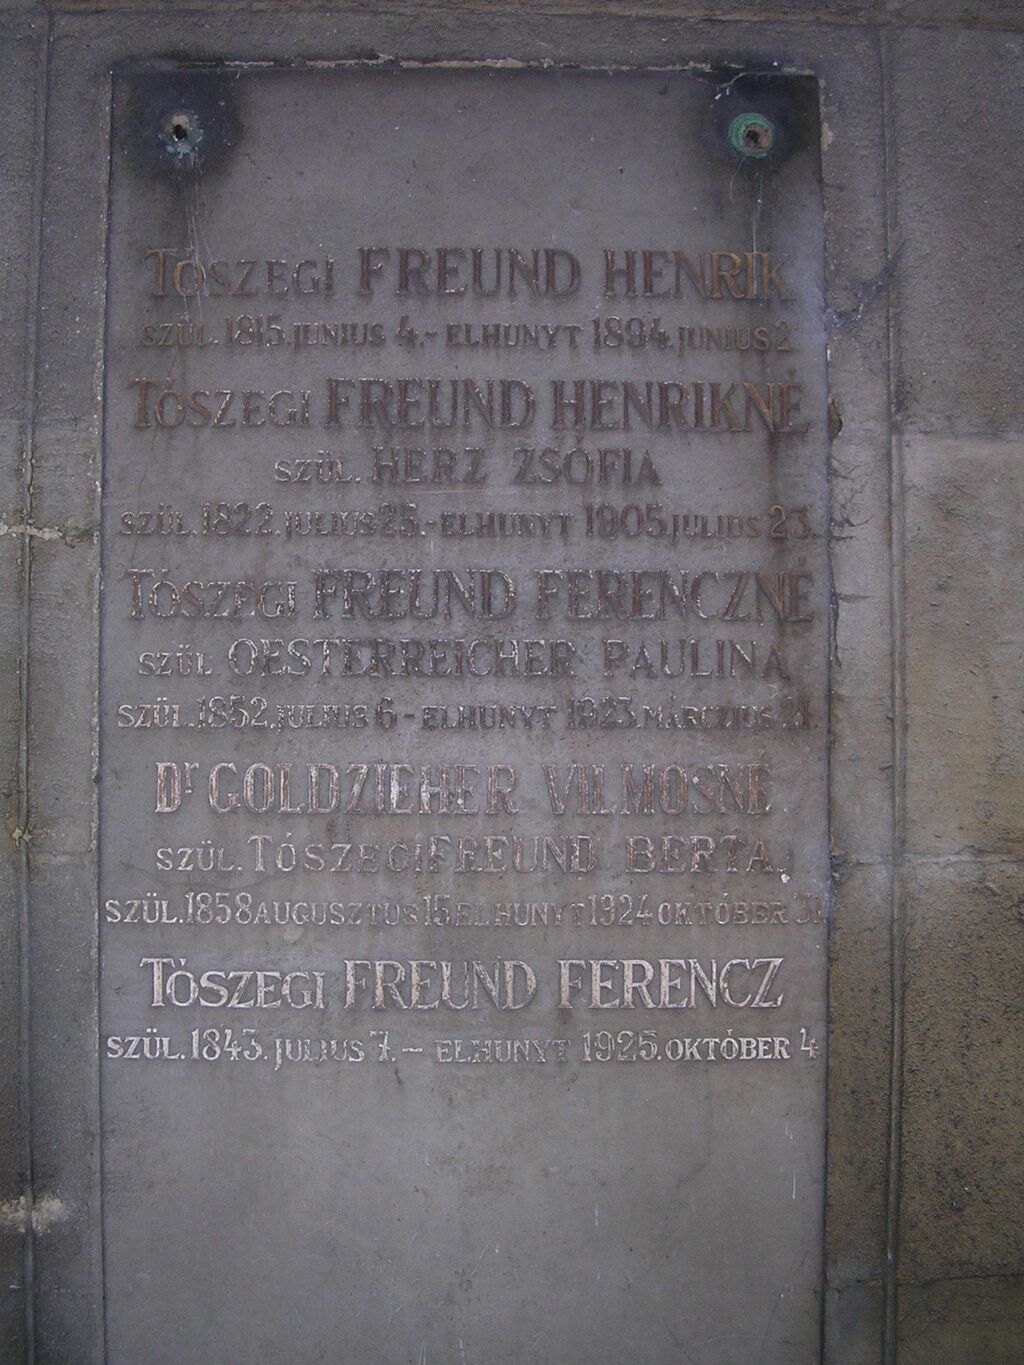 TÓSZEGI FREUND HENRIK
SZÜL. 1815. JUNIUS 4.- ELHUNYT 1894. JUNIUS 2.
TÓSZEGI FREUND HENRIKNÉ
SZÜL. HERZ ZSÓFIA
SZÜL. 1822. JULIUS 25.- ELHUNYT 1905. JULIUS 23.
TÓSZEGI FREUND FERENCZNÉ
SZÜL. OESTERREICHER PAULINA
SZÜL. 1852. JULIUS 6 - ELHUNYT 1923. MÁRCZIUS 21.
Dr GOLDZIEHER VILMOSNÉ
SZÜL. TÓSZEGI FREUND BERTA.
SZÜL. 1858 AUGUSZTUS 15 ELHUNYT 1924 OKTÓBER 31.
TÓSZEGI FREUND FERENCZ
SZÜL. 1843. JULIUS 7. - ELHUNYT 1925. OKTÓBER 4.